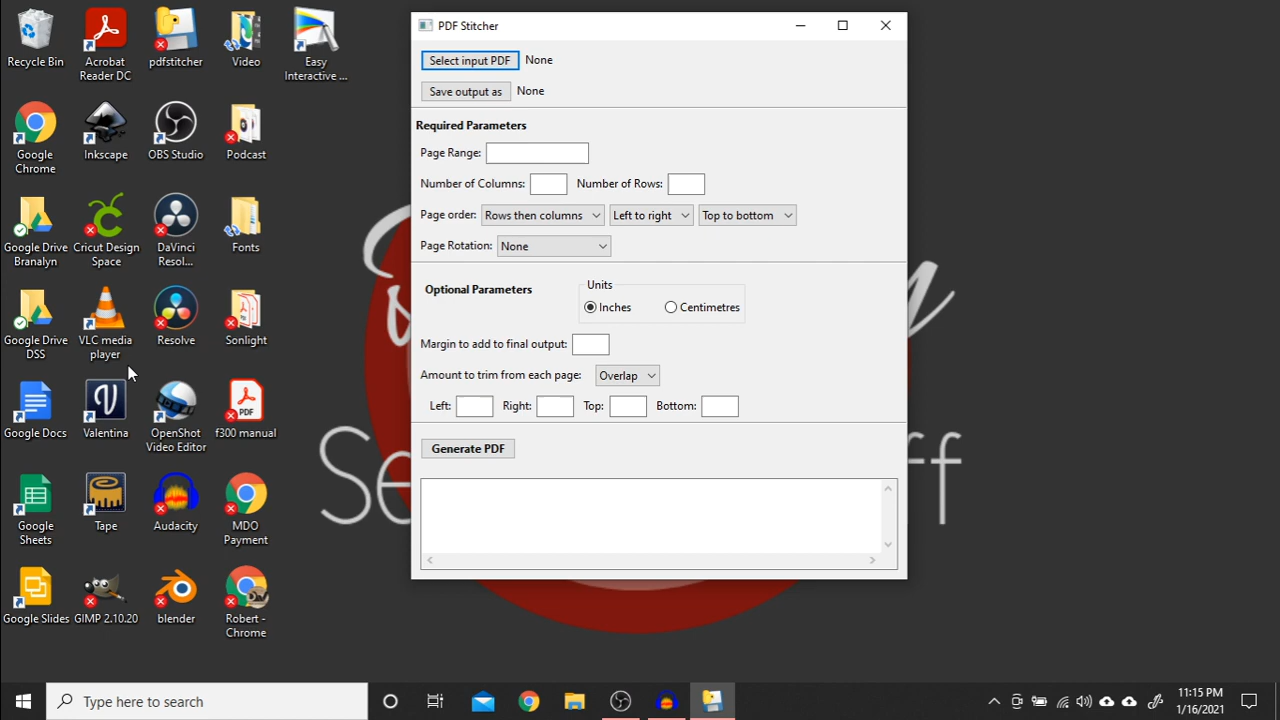 Recycle Bin
Acrobat
Reader DC
pdfstitcher
Video
Easy
Interactive ...
Google
Chrome
Inkscape
OBS Studio
Podcast
Google Drive
Branalyn
Cricut Design
Space
DaVinci
Resol...
Fonts
Google Drive
DSS
VLC media
player
Resolve
Sonlight
Google Docs
Valentina
OpenShot
Video Editor
PDF
f300 manual
Google
Sheets
Tape
Audacity
MDO
Payment
Google Slides
GIMP 2.10.20
blender
Robert -
Chrome
PDF Stitcher
Select input PDF None
Save output as None
Required Parameters
Page Range:
Number of Columns: Number of Rows:
Page order: Rows then columns Left to right Top to bottom
Page Rotation: None
Optional Parameters
Units
Inches Centimetres
Margin to add to final output:
Amount to trim from each page: Overlap
Left: Right: Top: Bottom:
Generate PDF
Type here to search
11:15 PM
1/16/2021